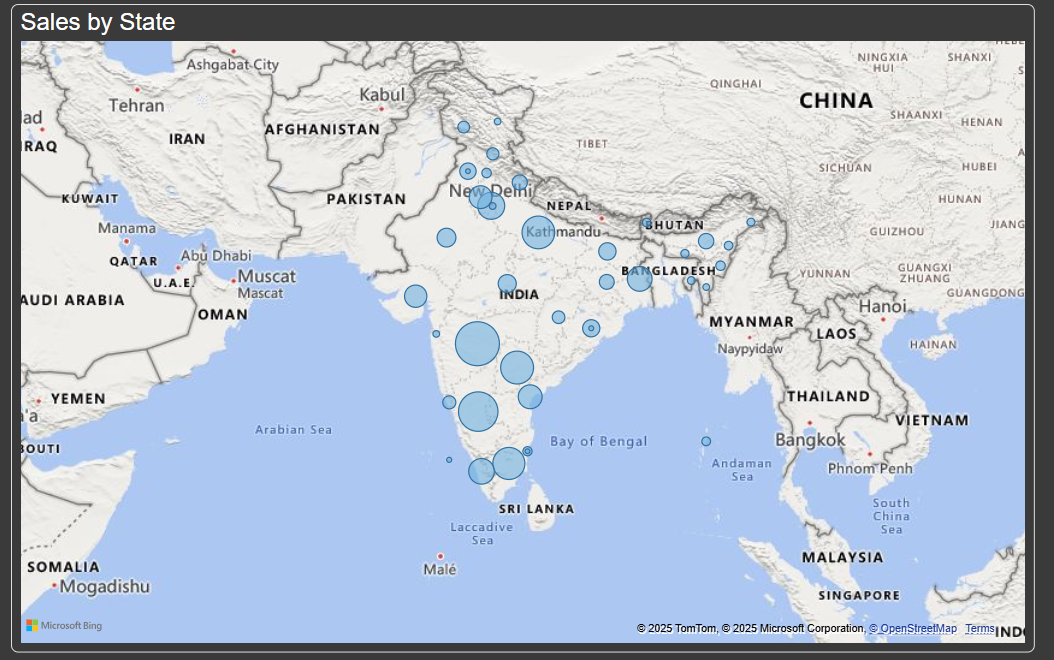 Sales by State
Ashgabat City
NINGXIA
HUI
SHANXI
QINGHAI
Tehran
Kabul
CHINA
SHAANXI
HENAN
AFGHANISTAN
IRAN
IRAQ
TIBET
SICHUAN
HUBEI
New Delhi
KUWAIT
PAKISTAN
NEPAL
HUNAN
Manama
Kathmandu
BHUTAN
GUIZHOU
JIANG
QATAR
Abu Dhabi
U.A.E.
Muscat
Mascat
BANGLADESH
YUNNAN
GUANGXI
ZHUANG
GUANGDONG
AUDI ARABIA
OMAN
INDIA
Hanoi
MYANMAR
LAOS
HAINAN
Naypyidaw
YEMEN
THAILAND
VIETNAM
Arabian Sea
Bay of Bengal
Bangkok
Phnom Penh
Andaman
Sea
SRI LANKA
South
China
Sea
Laccadive
Sea
MALAYSIA
SOMALIA
Malé
Mogadishu
SINGAPORE
Microsoft Bing
© 2025 TomTom, © 2025 Microsoft Corporation, © OpenStreetMap Terms